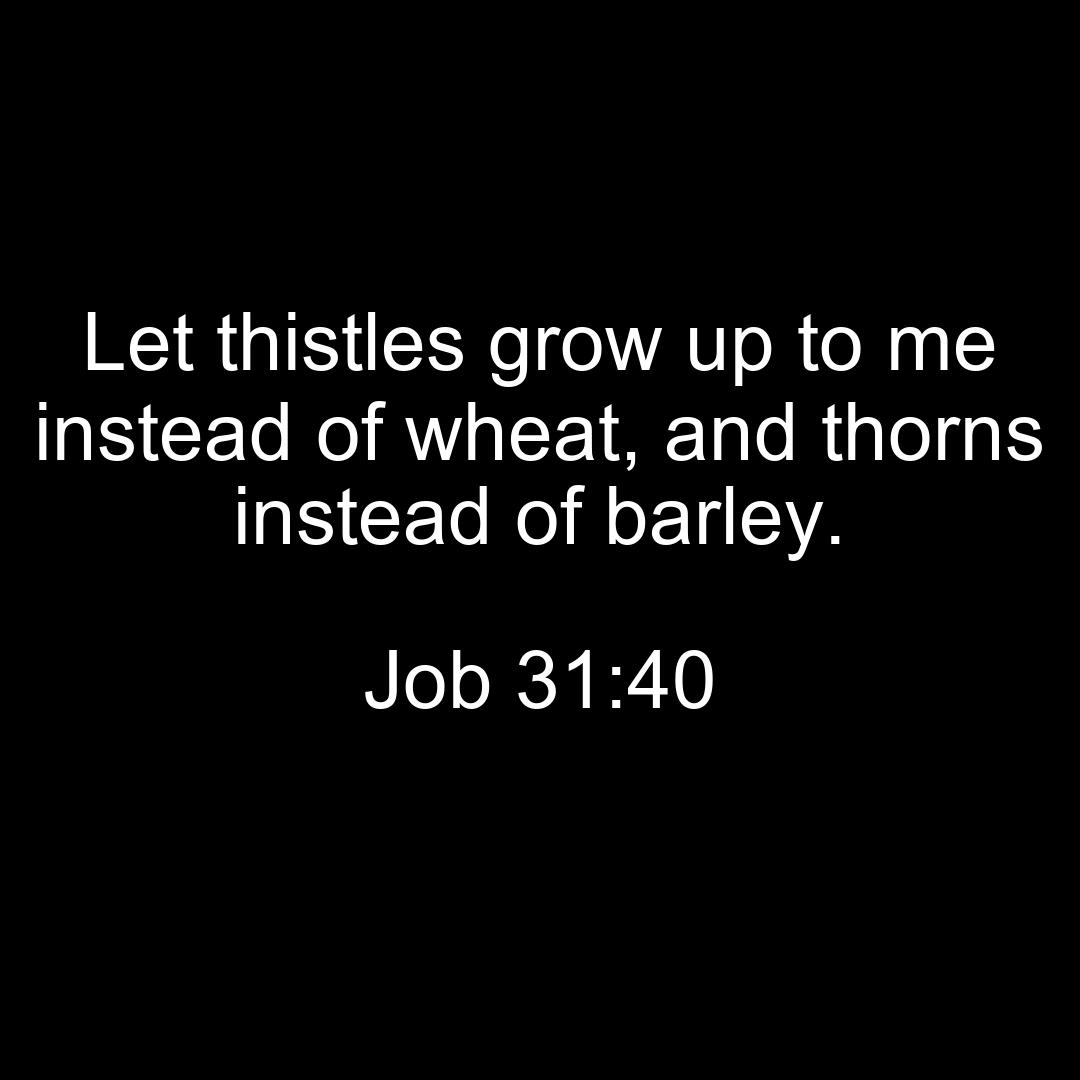 Let thistles grow up to me
instead of wheat, and thorns
instead of barley.
Job 31:40